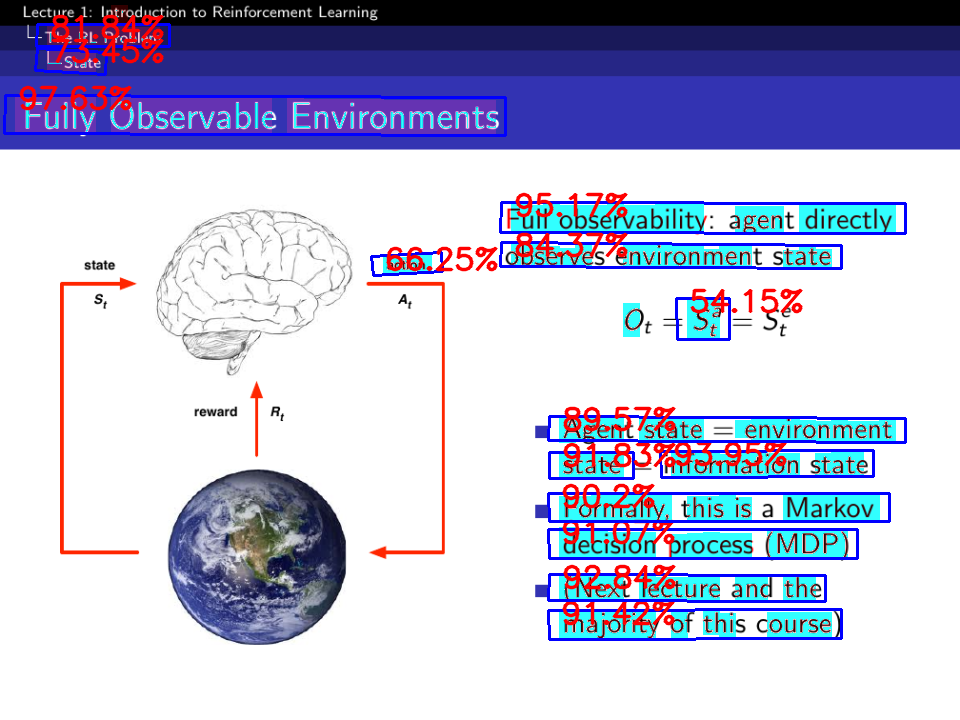 Lecture 1: Introduction to Reinforcement Learning
The RL Problem
81.84%
State
73.45%
97.63%
Fully Observable Environments
state
S_t
action
66.25%
A_t
reward
R_t
95.17%
Full observability: agent directly
84.37%
observes environment state
54.15%
O_t = S_t^a = S_t^e
89.57%
Agent state = environment
91.83% 93.95%
state = information state
90.2%
Formally, this is a Markov
91.07%
decision process (MDP)
92.84%
(Next lecture and the
91.42%
majority of this course)